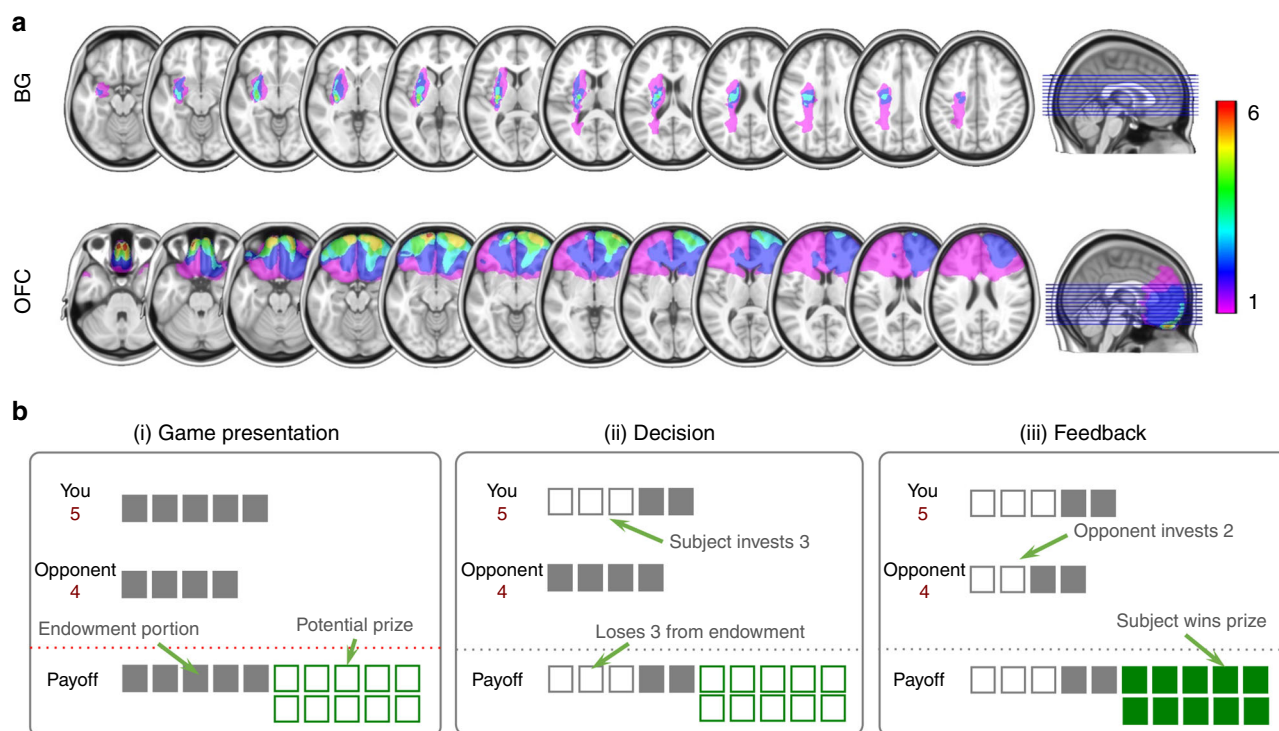 a
BG
6
1
OFC
b
(i) Game presentation
You
5
Opponent
4
Endowment portion
Potential prize
Payoff
(ii) Decision
You
5
Subject invests 3
Opponent
4
Loses 3 from endowment
Payoff
(iii) Feedback
You
5
Opponent invests 2
Opponent
4
Subject wins prize
Payoff